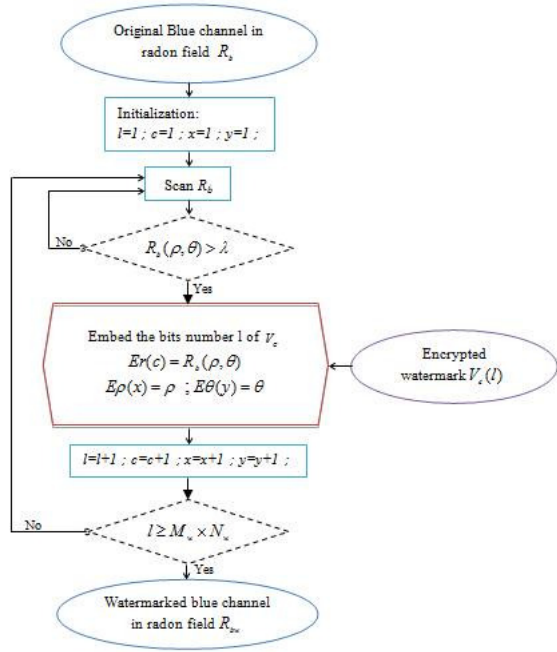 Original Blue channel in
radon field R_b
Initialization:
l=1 ; c=1 ; x=1 ; y=1 ;
Scan R_b
No
R_b(ρ,θ)>λ
Yes
Embed the bits number l of V_e
Er(c)=R_b(ρ,θ)
Eρ(x)=ρ ; Eθ(y)=θ
Encrypted
watermark V_e(l)
l=l+1 ; c=c+1 ; x=x+1 ; y=y+1 ;
No
l ≥ M_w × N_w
Yes
Watermarked blue channel
in radon field R_bw